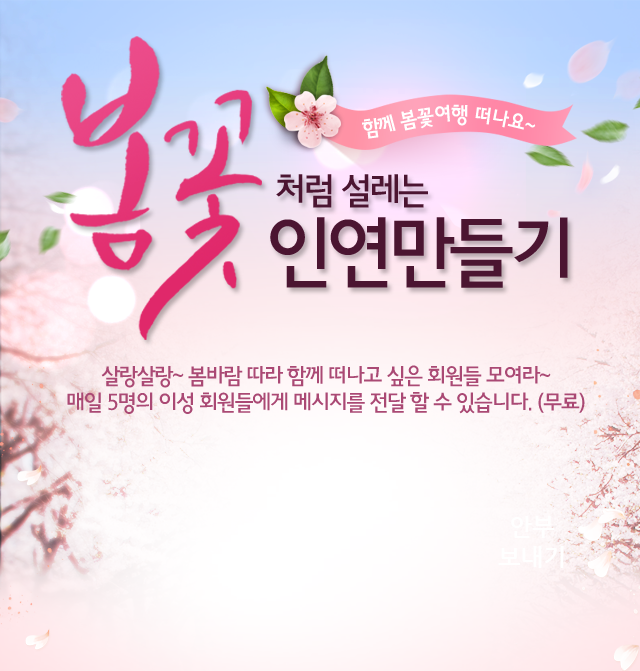 함께 봄꽃여행 떠나요~
봄꽃
처럼 설레는
인연만들기
살랑살랑~ 봄바람 따라 함께 떠나고 싶은 회원들 모여라~
매일 5명의 이성 회원들에게 메시지를 전달 할 수 있습니다. (무료)
안부
보내기